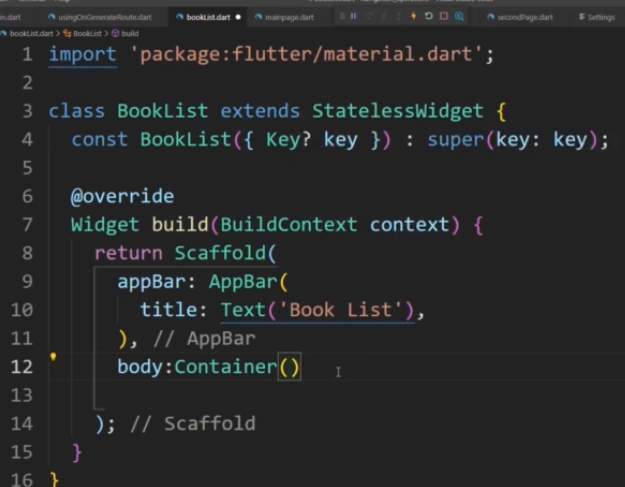 in.dart usingOnGenerateRoute.dart bookList.dart mainpage.dart secondPage.dart Settings
bookList.dart > BookList > build
1 import 'package:flutter/material.dart';
2
3 class BookList extends StatelessWidget {
4 const BookList({ Key? key }) : super(key: key);
5
6 @override
7 Widget build(BuildContext context) {
8 return Scaffold(
9 appBar: AppBar(
10 title: Text('Book List'),
11 ), // AppBar
12 body:Container()
13
14 ); // Scaffold
15 }
16 }